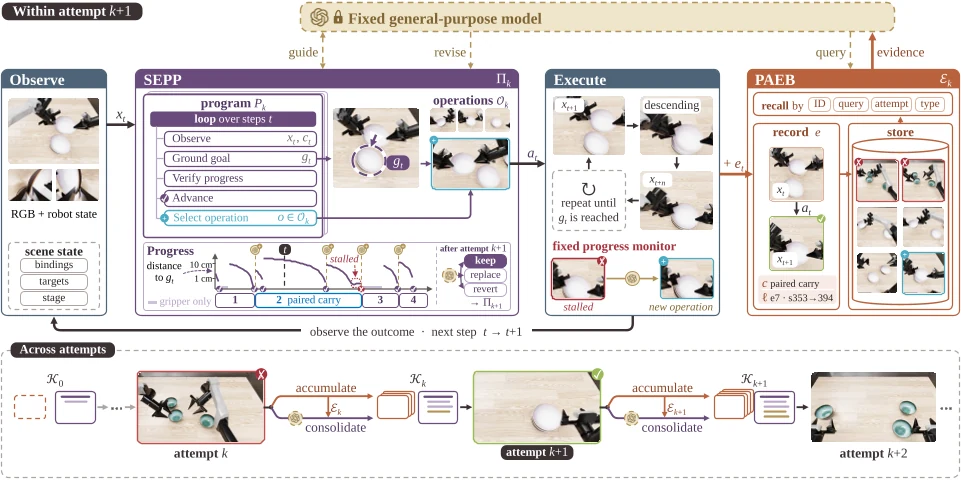 Within attempt k+1
Fixed general-purpose model
guide
revise
query
evidence
Observe
x_t
RGB + robot state
scene state
bindings
targets
stage
SEPP
Π_k
program P_k
loop over steps t
Observe x_t, c_t
Ground goal g_t
Verify progress
Advance
Select operation o ∈ 𝒪_k
g_t
operations 𝒪_k
Progress
distance
to g_t
10 cm
1 cm
t
stalled
gripper only
1
2 paired carry
3
4
after attempt k+1
keep
replace
revert
→ Π_k+1
a_t
Execute
x_t+1
descending
x_t+n
repeat until
g_t is reached
fixed progress monitor
stalled
new operation
+ e_t
PAEB
ℰ_k
recall by ID query attempt type
record e
x_t
a_t
x_t+1
c paired carry
ℓ e7 · s353→394
store
observe the outcome · next step t → t+1
Across attempts
𝒦_0
...
attempt k
accumulate
ℰ_k
consolidate
𝒦_k
attempt k+1
accumulate
ℰ_k+1
consolidate
𝒦_k+1
attempt k+2
...